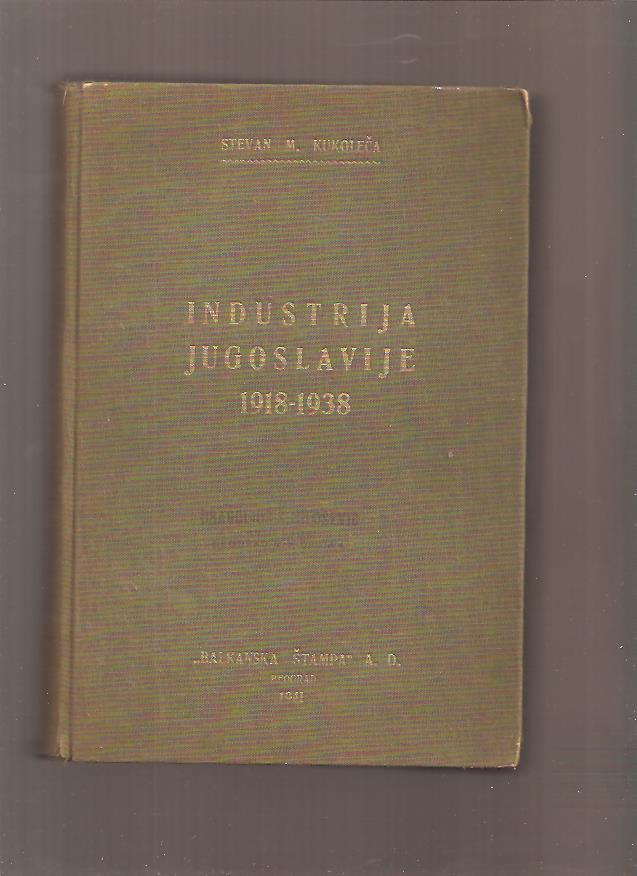 STEVAN M. KUKOLEČA
INDUSTRIJA
JUGOSLAVIJE
1918-1938
„BALKANSKA ŠTAMPA" A. D.
BEOGRAD
1941